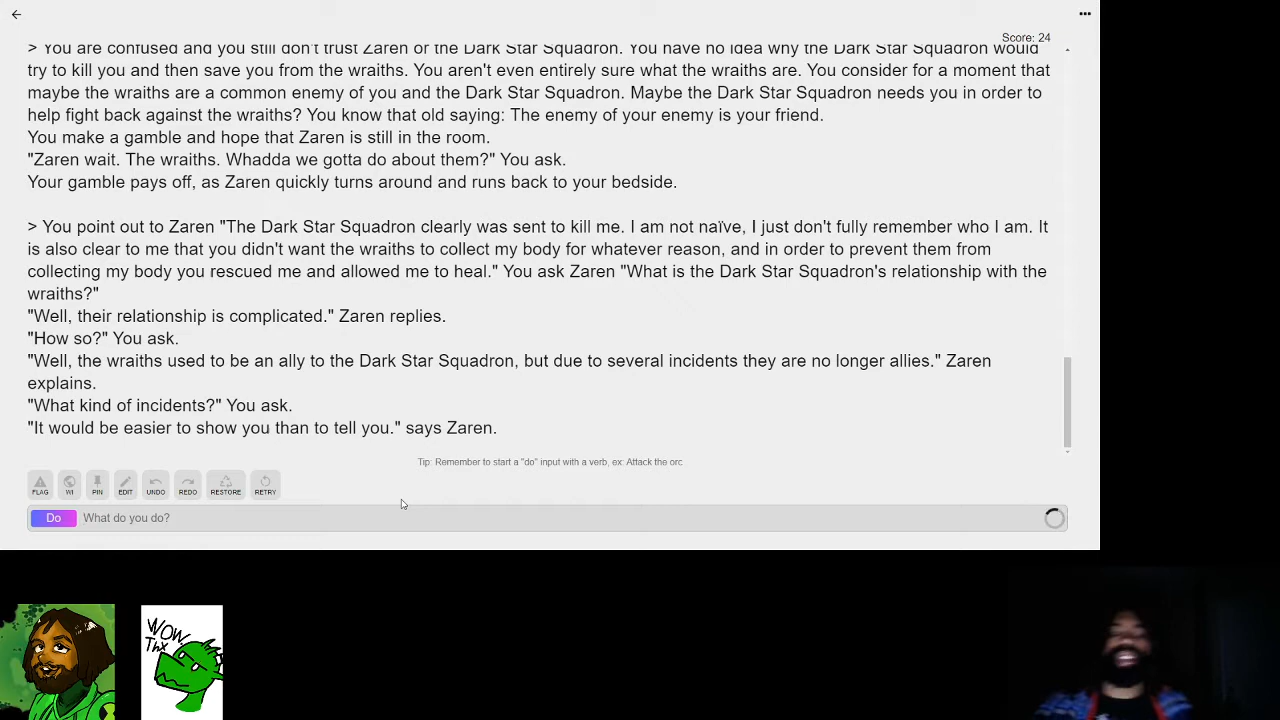 Score: 24
> You are confused and you still don't trust Zaren or the Dark Star Squadron. You have no idea why the Dark Star Squadron would
try to kill you and then save you from the wraiths. You aren't even entirely sure what the wraiths are. You consider for a moment that
maybe the wraiths are a common enemy of you and the Dark Star Squadron. Maybe the Dark Star Squadron needs you in order to
help fight back against the wraiths? You know that old saying: The enemy of your enemy is your friend.
You make a gamble and hope that Zaren is still in the room.
"Zaren wait. The wraiths. Whadda we gotta do about them?" You ask.
Your gamble pays off, as Zaren quickly turns around and runs back to your bedside.
> You point out to Zaren "The Dark Star Squadron clearly was sent to kill me. I am not naïve, I just don't fully remember who I am. It
is also clear to me that you didn't want the wraiths to collect my body for whatever reason, and in order to prevent them from
collecting my body you rescued me and allowed me to heal." You ask Zaren "What is the Dark Star Squadron's relationship with the
wraiths?"
"Well, their relationship is complicated." Zaren replies.
"How so?" You ask.
"Well, the wraiths used to be an ally to the Dark Star Squadron, but due to several incidents they are no longer allies." Zaren
explains.
"What kind of incidents?" You ask.
"It would be easier to show you than to tell you." says Zaren.
Tip: Remember to start a "do" input with a verb, ex: Attack the orc
FLAG WI PIN EDIT UNDO REDO RESTORE RETRY
Do What do you do?
WOW
Thx